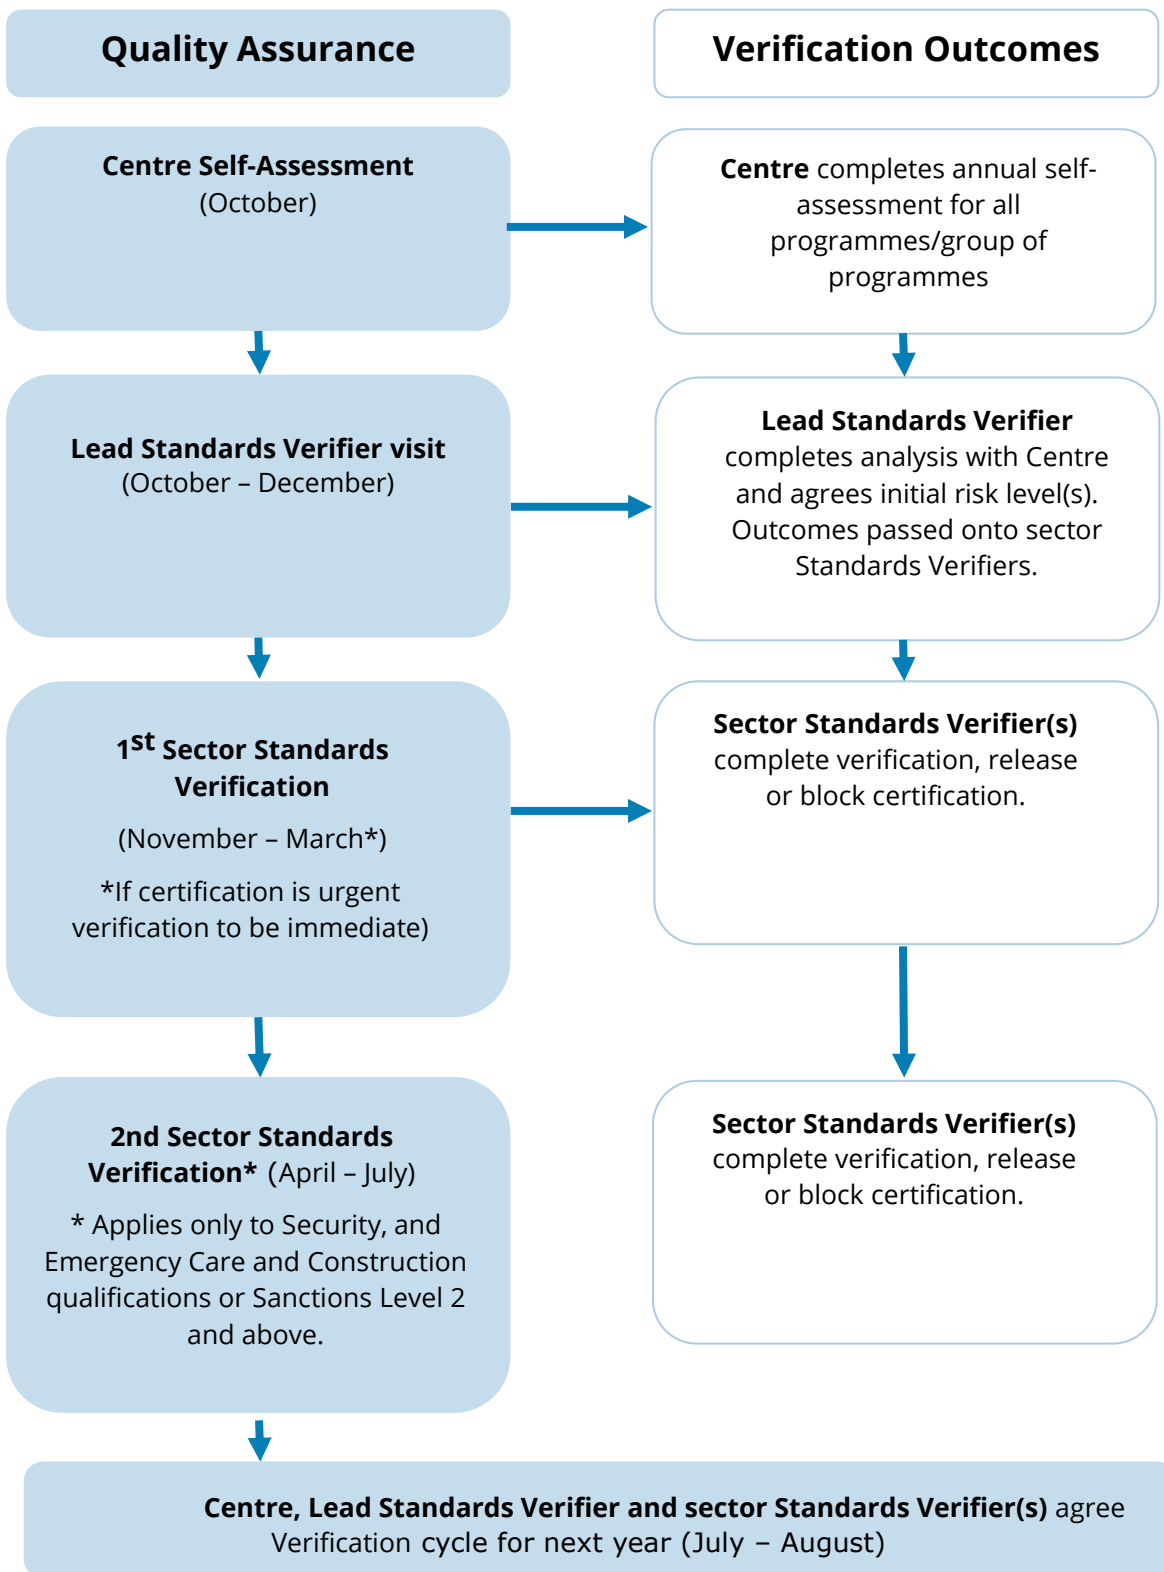 Quality Assurance
Verification Outcomes
Centre Self-Assessment
(October)
Centre completes annual self-
assessment for all
programmes/group of
programmes
Lead Standards Verifier visit
(October – December)
Lead Standards Verifier
completes analysis with Centre
and agrees initial risk level(s).
Outcomes passed onto sector
Standards Verifiers.
1st Sector Standards
Verification
(November – March*)
*If certification is urgent
verification to be immediate)
Sector Standards Verifier(s)
complete verification, release
or block certification.
2nd Sector Standards
Verification* (April – July)
* Applies only to Security, and
Emergency Care and Construction
qualifications or Sanctions Level 2
and above.
Sector Standards Verifier(s)
complete verification, release
or block certification.
Centre, Lead Standards Verifier and sector Standards Verifier(s) agree
Verification cycle for next year (July – August)